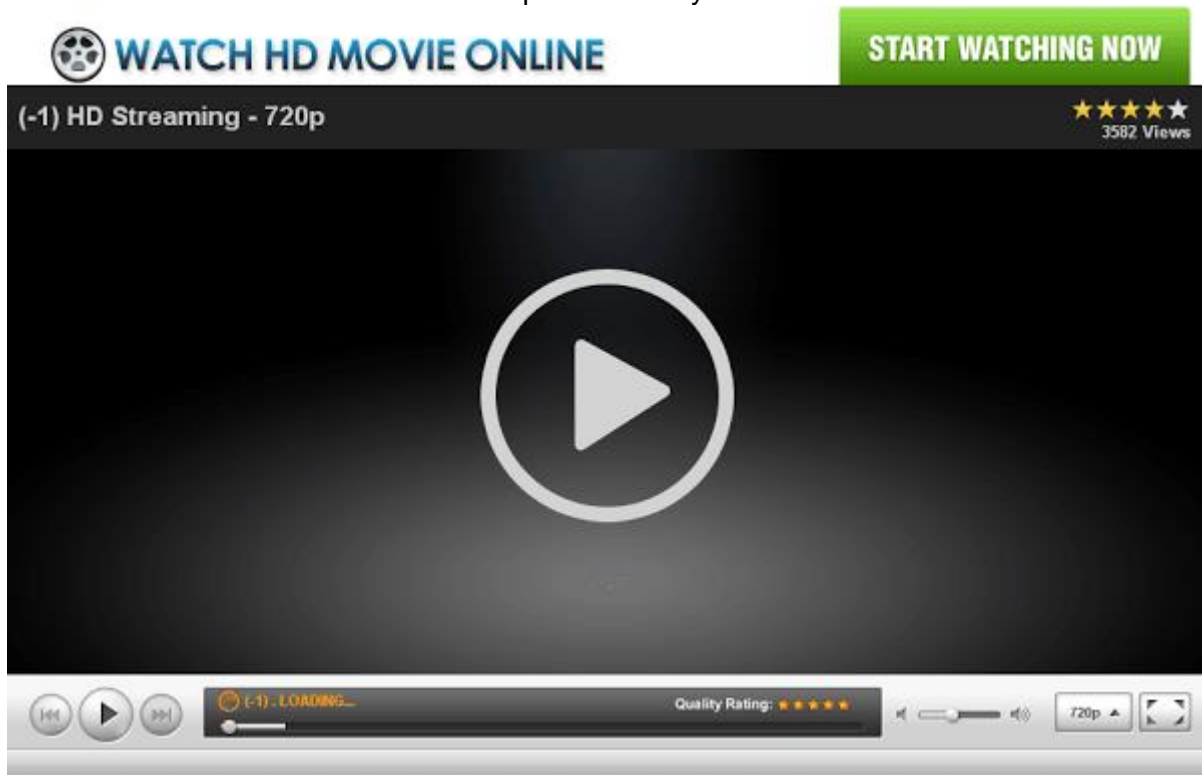 WATCH HD MOVIE ONLINE
START WATCHING NOW
(-1) HD Streaming - 720p
3582 Views
(-1) : LOADING...
Quality Rating:
720p